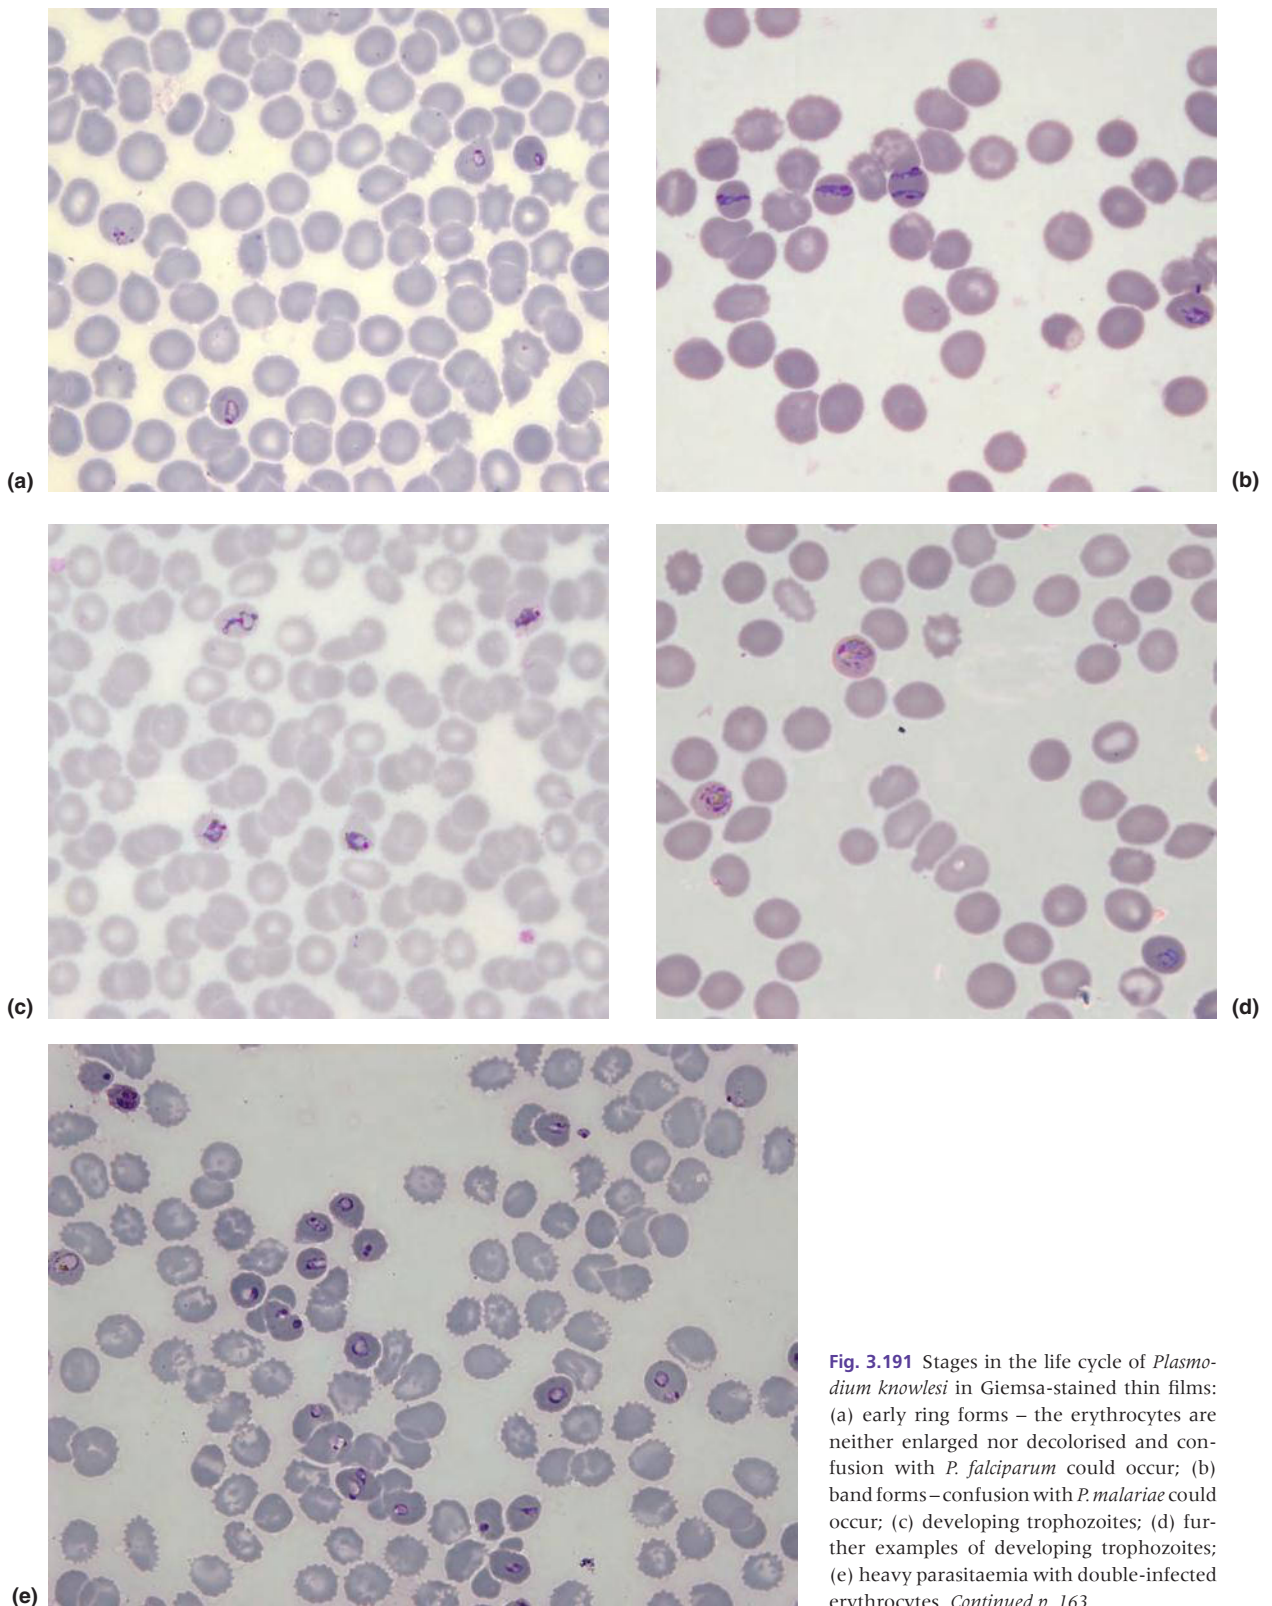 (a)
(b)
(c)
(d)
(e)
Fig. 3.191 Stages in the life cycle of Plasmo-
dium knowlesi in Giemsa-stained thin films:
(a) early ring forms – the erythrocytes are
neither enlarged nor decolorised and con-
fusion with P. falciparum could occur; (b)
band forms – confusion with P. malariae could
occur; (c) developing trophozoites; (d) fur-
ther examples of developing trophozoites;
(e) heavy parasitaemia with double-infected
erythrocytes. Continued p. 163